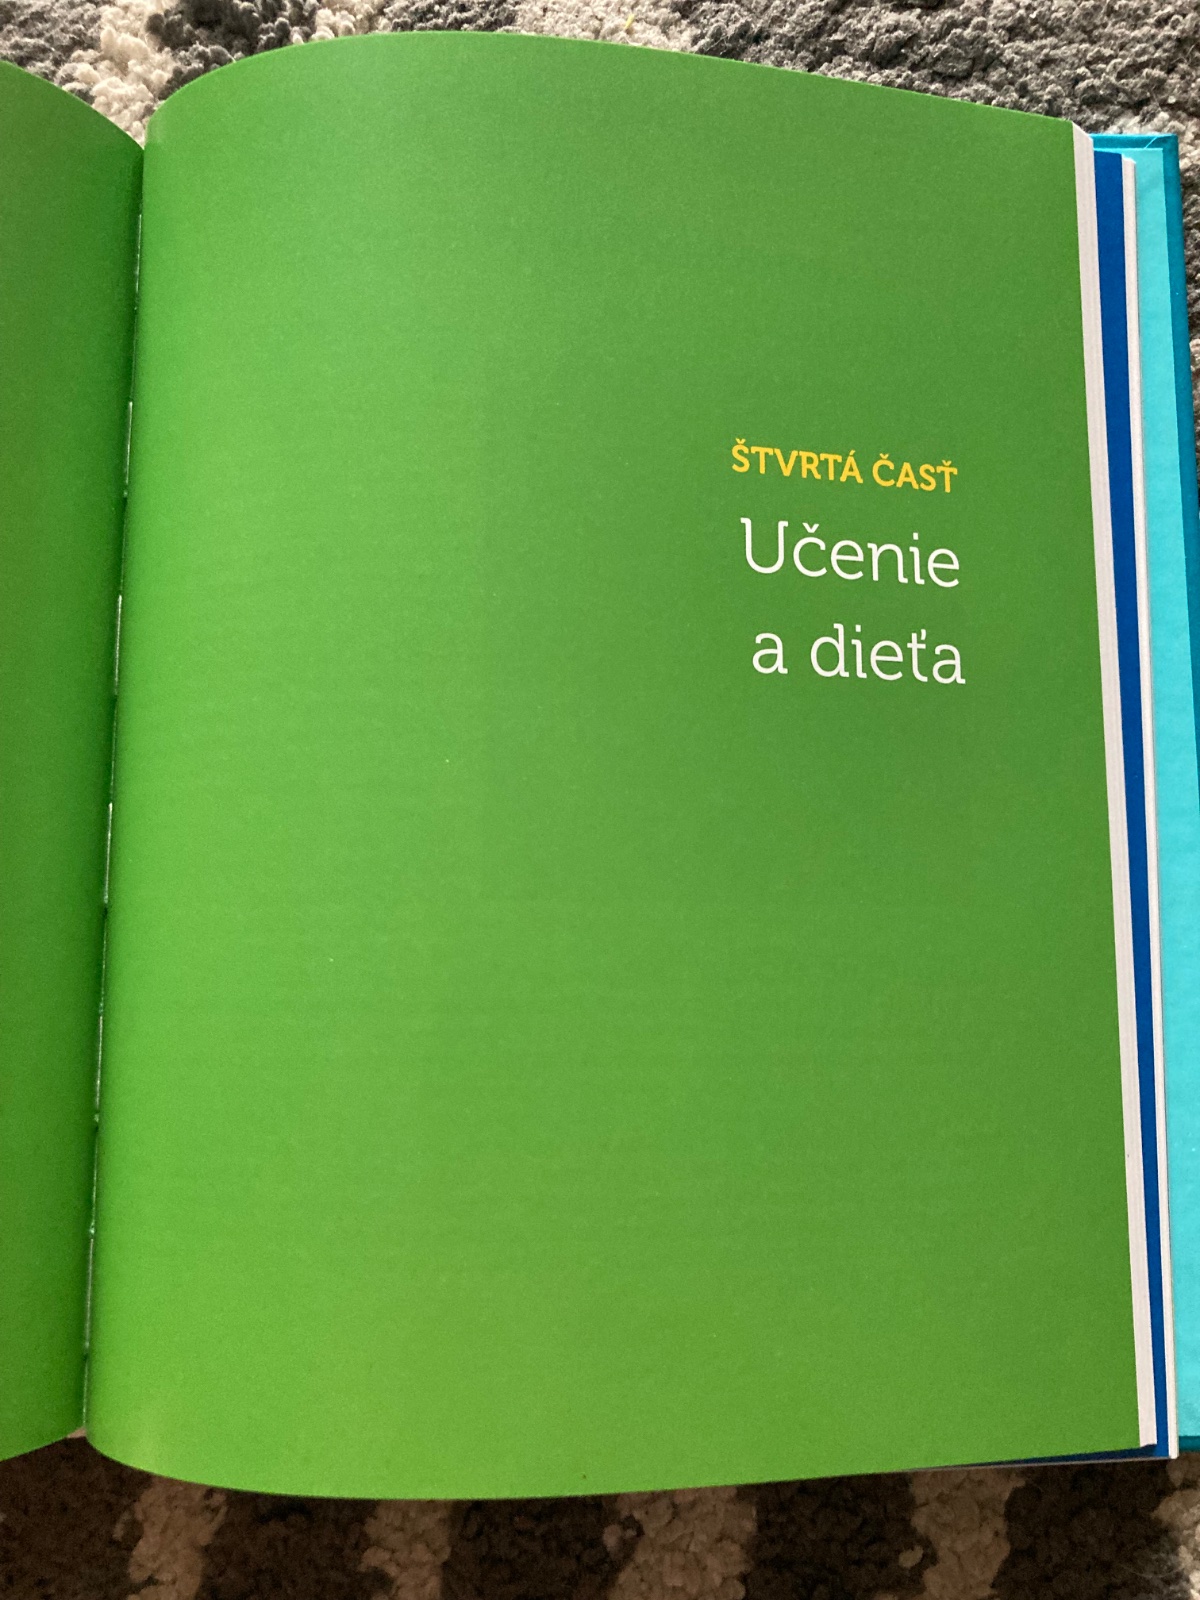 ŠTVRTÁ ČASŤ
Učenie
a dieťa